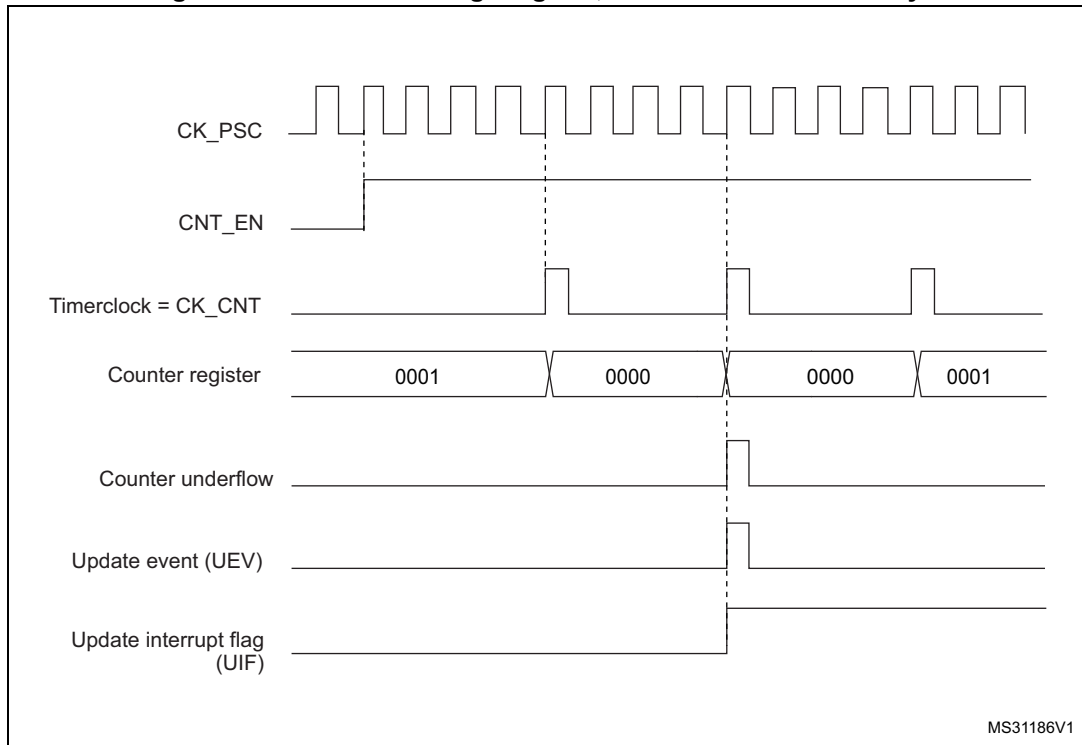 CK_PSC
CNT_EN
Timerclock = CK_CNT
Counter register
0001
0000
0000
0001
Counter underflow
Update event (UEV)
Update interrupt flag
(UIF)
MS31186V1